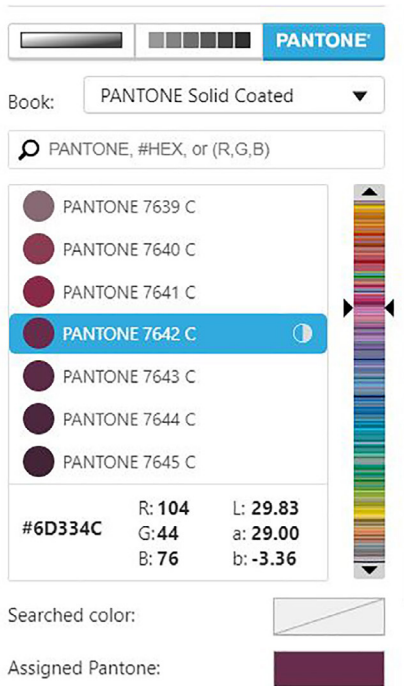 PANTONE®
Book: PANTONE Solid Coated
PANTONE, #HEX, or (R,G,B)
PANTONE 7639 C
PANTONE 7640 C
PANTONE 7641 C
PANTONE 7642 C
PANTONE 7643 C
PANTONE 7644 C
PANTONE 7645 C
R: 104 L: 29.83
#6D334C G:44 a: 29.00
B: 76 b: -3.36
Searched color:
Assigned Pantone: